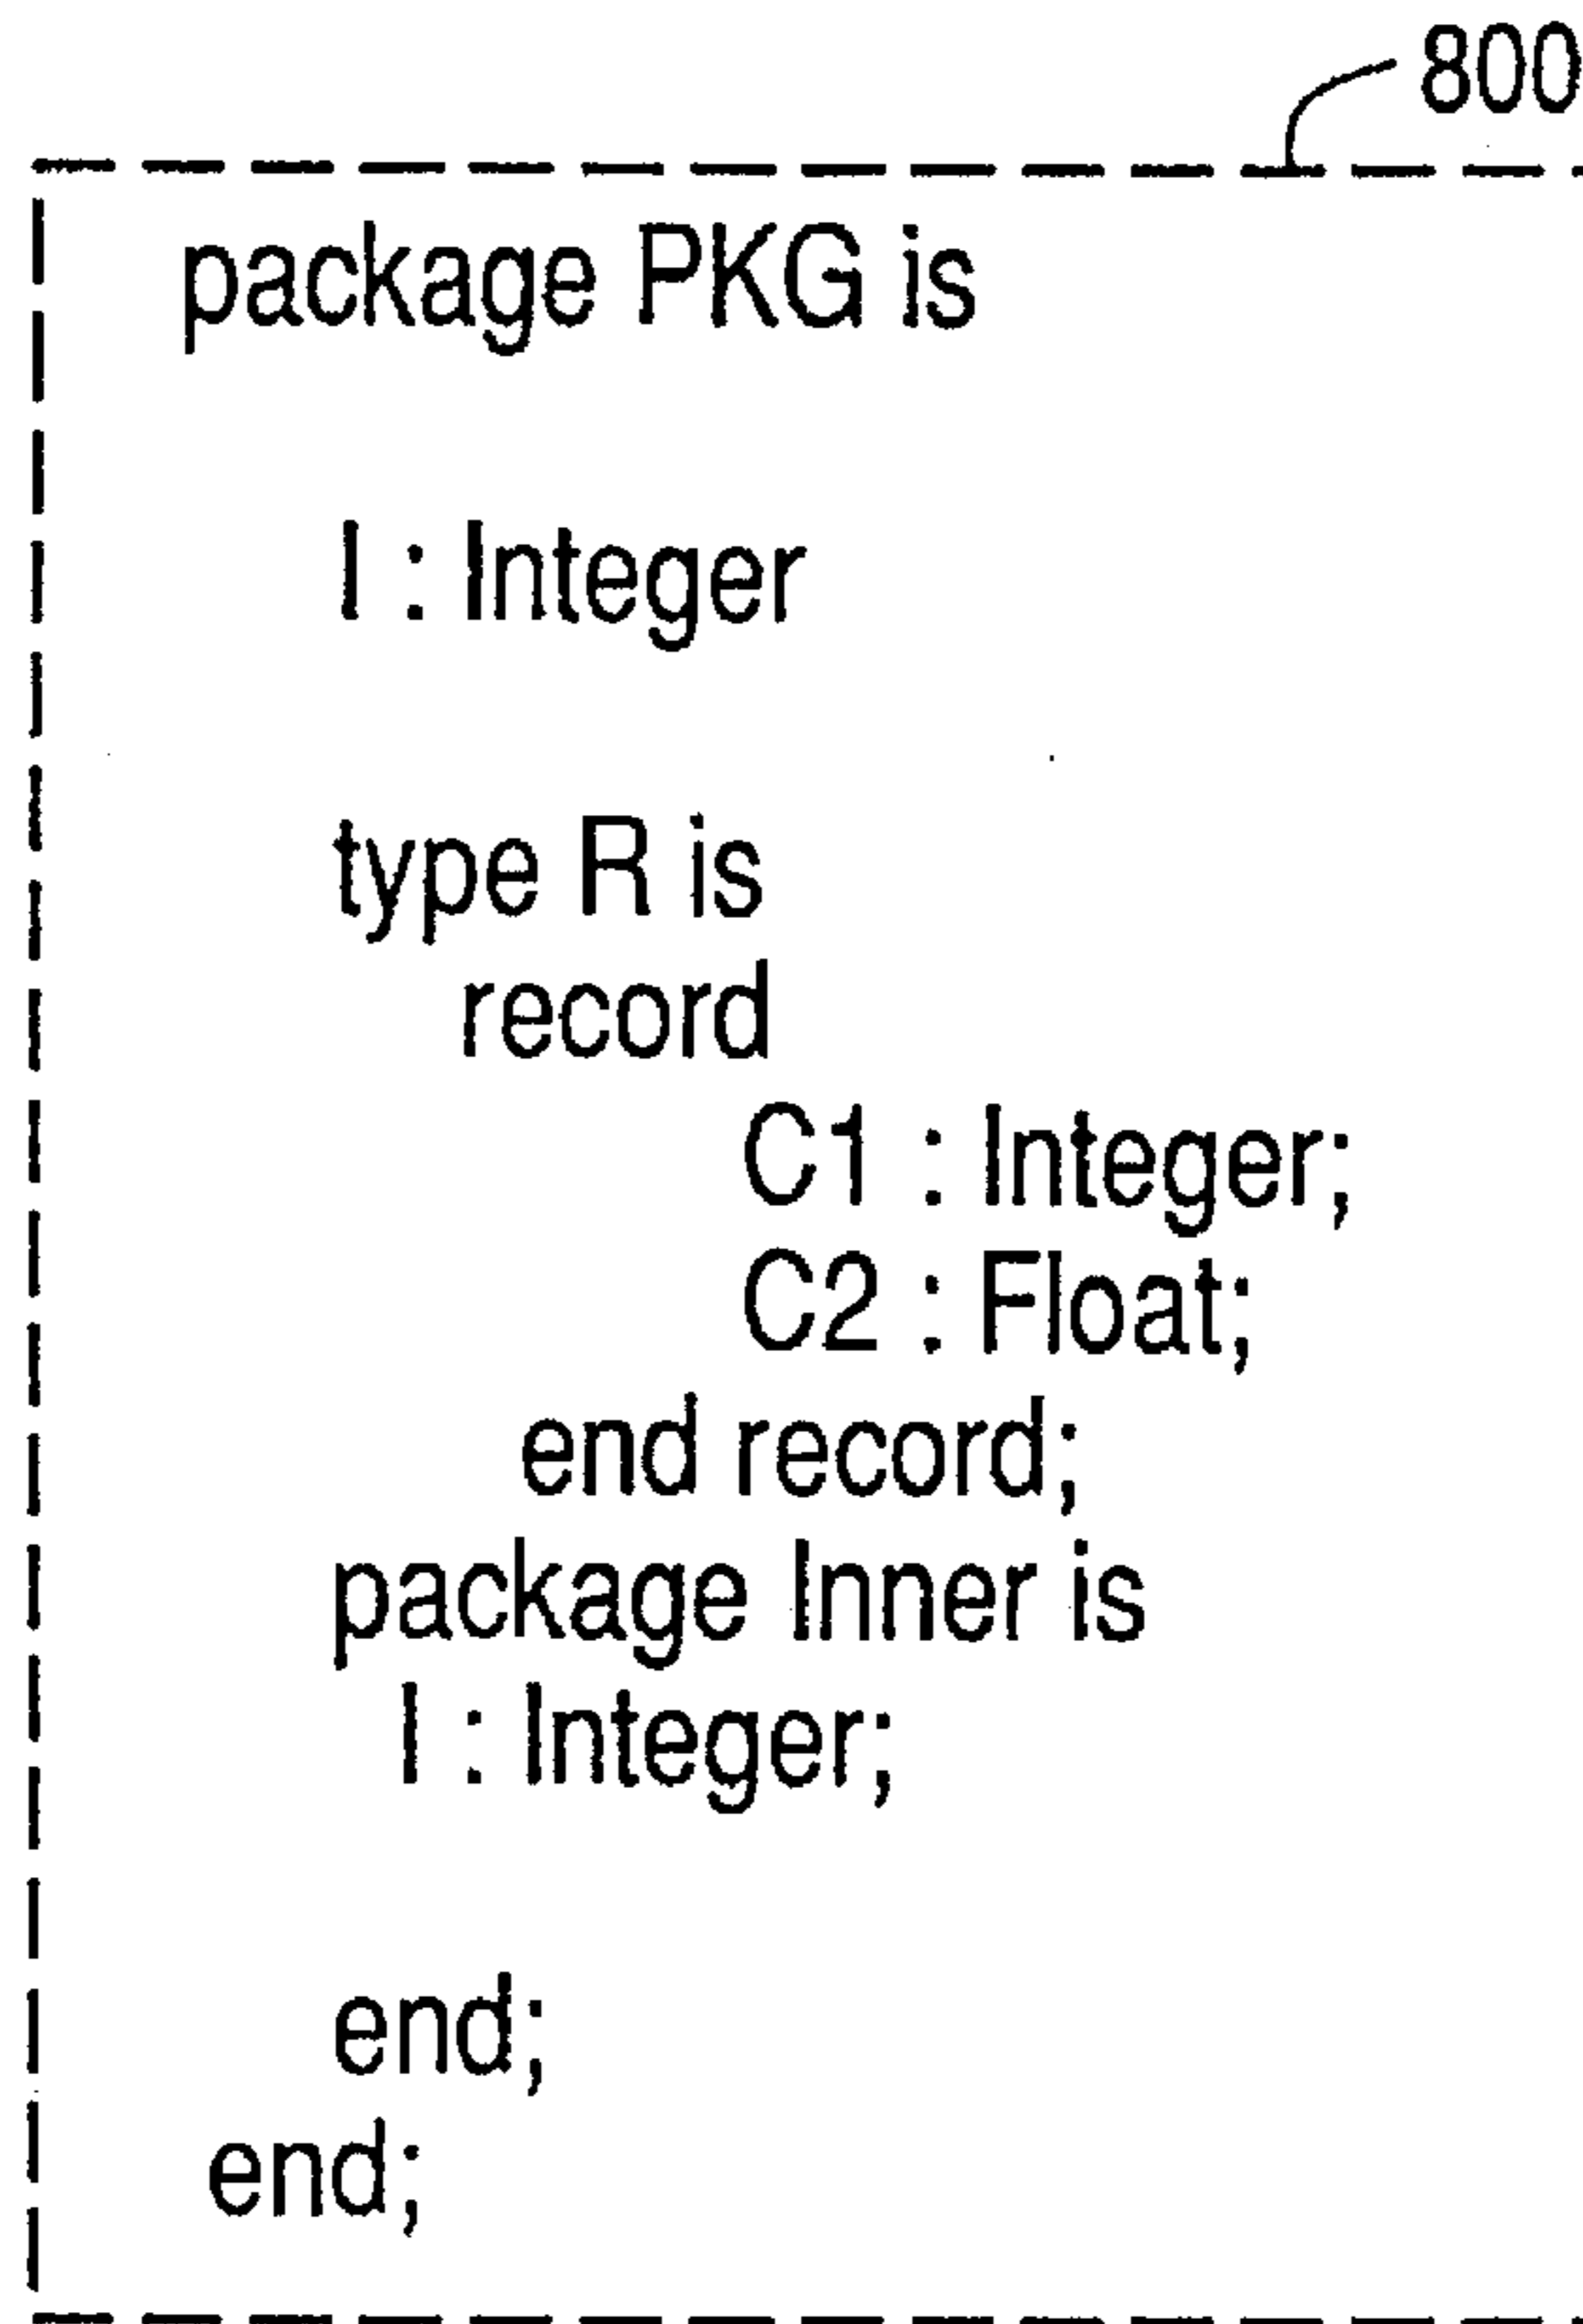 800
package PKG is
I : Integer
type R is
record
C1 : Integer;
C2 : Float;
end record;
package Inner is
I : Integer;
end;
end;